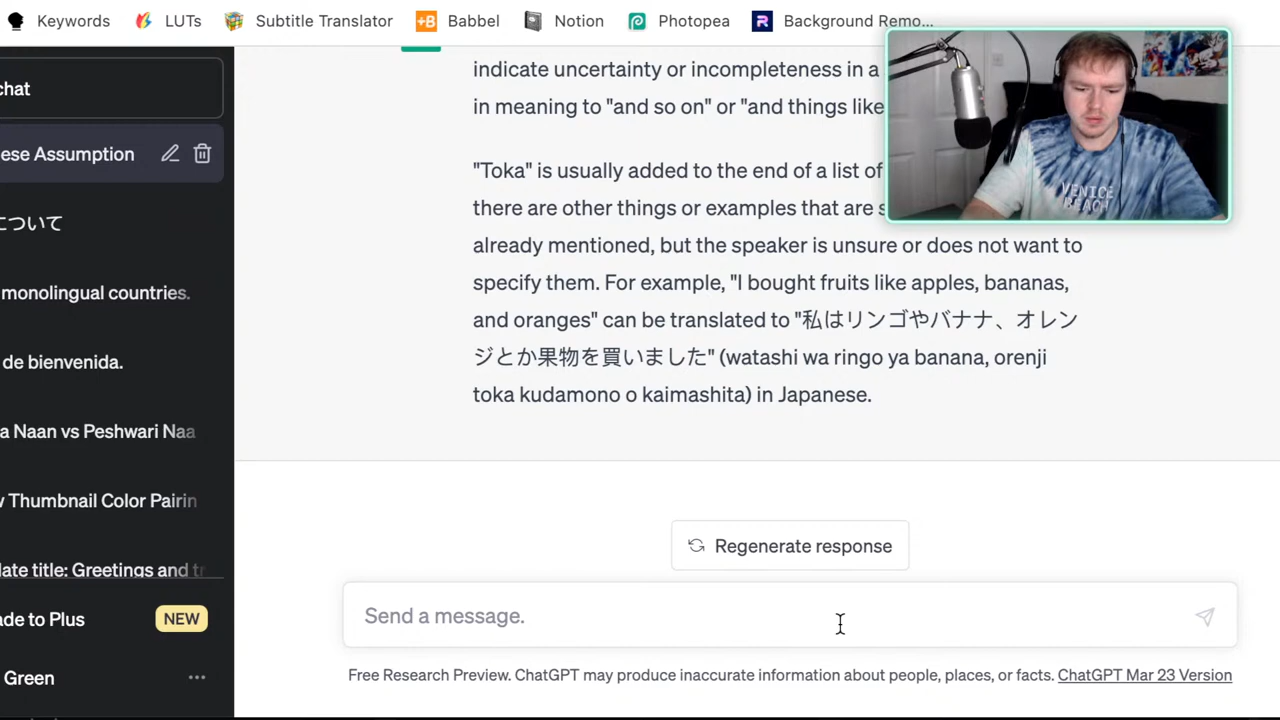 Keywords LUTs Subtitle Translator Babbel Notion Photopea Background Remo...
chat
indicate uncertainty or incompleteness in a
in meaning to "and so on" or "and things like
ese Assumption
"Toka" is usually added to the end of a list of
there are other things or examples that are s
について
already mentioned, but the speaker is unsure or does not want to
specify them. For example, "I bought fruits like apples, bananas,
monolingual countries.
and oranges" can be translated to "私はリンゴやバナナ、オレン
ジとか果物を買いました" (watashi wa ringo ya banana, orenji
de bienvenida.
toka kudamono o kaimashita) in Japanese.
a Naan vs Peshwari Naa
w Thumbnail Color Pairin
Regenerate response
late title: Greetings and tr
ade to Plus NEW
Send a message.
Green
Free Research Preview. ChatGPT may produce inaccurate information about people, places, or facts. ChatGPT Mar 23 Version
VENICE
BEACH